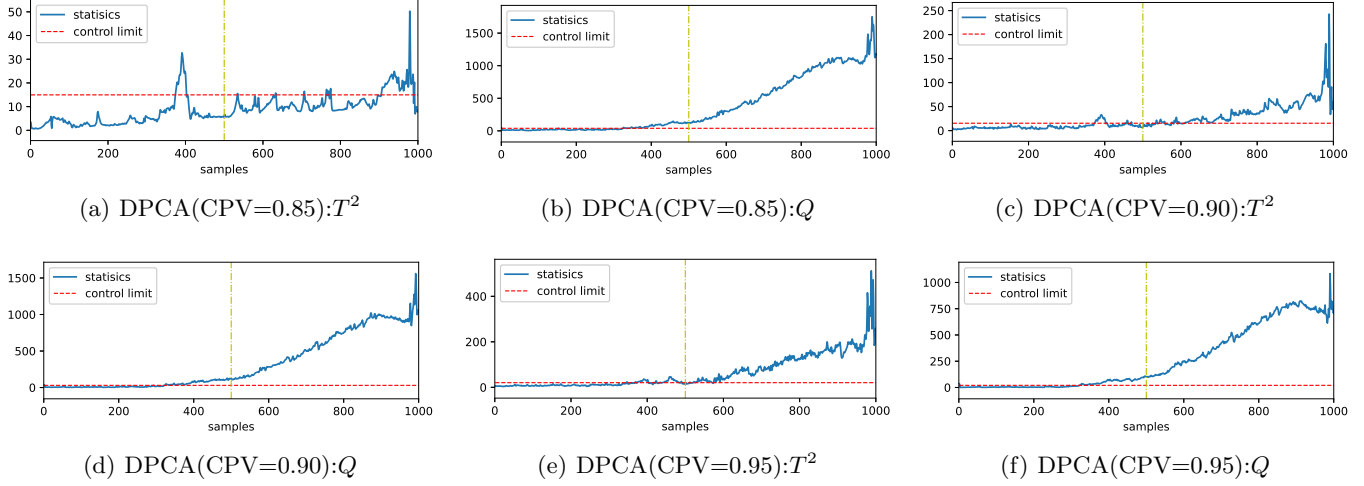 50
40
30
20
10
0
statisics
control limit
0 200 400 600 800 1000
samples
(a) DPCA(CPV=0.85):T²
1500
1000
500
0
statisics
control limit
0 200 400 600 800 1000
samples
(b) DPCA(CPV=0.85):Q
250
200
150
100
50
0
statisics
control limit
0 200 400 600 800 1000
samples
(c) DPCA(CPV=0.90):T²
1500
1000
500
0
statisics
control limit
0 200 400 600 800 1000
samples
(d) DPCA(CPV=0.90):Q
400
200
0
statisics
control limit
0 200 400 600 800 1000
samples
(e) DPCA(CPV=0.95):T²
1000
750
500
250
0
statisics
control limit
0 200 400 600 800 1000
samples
(f) DPCA(CPV=0.95):Q